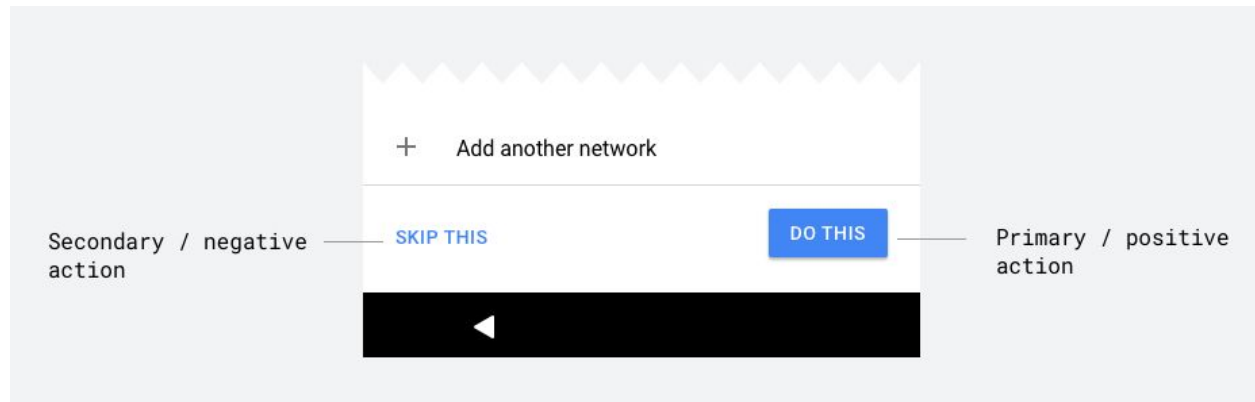 Add another network
Secondary / negative
action
SKIP THIS
DO THIS
Primary / positive
action